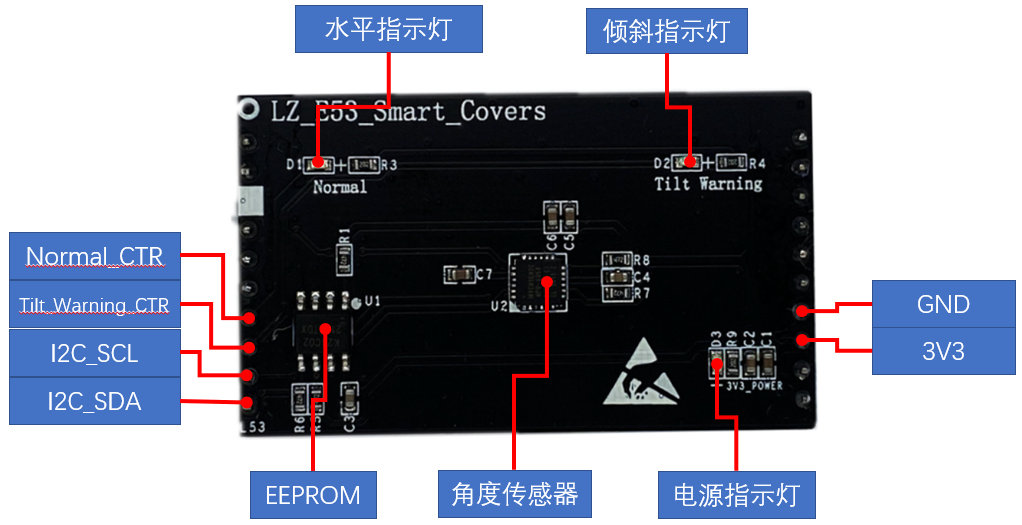 水平指示灯
倾斜指示灯
LZ_E53_Smart_Covers
D1
R3
D2
R4
Normal
Tilt Warning
Normal_CTR
Tilt_Warning_CTR
I2C_SCL
I2C_SDA
R1
C6
C5
C7
R8
C4
R7
U1
U2
GND
3V3
D3
R9
C2
C1
3V3_POWER
R6
R5
C3
E53
EEPROM
角度传感器
电源指示灯